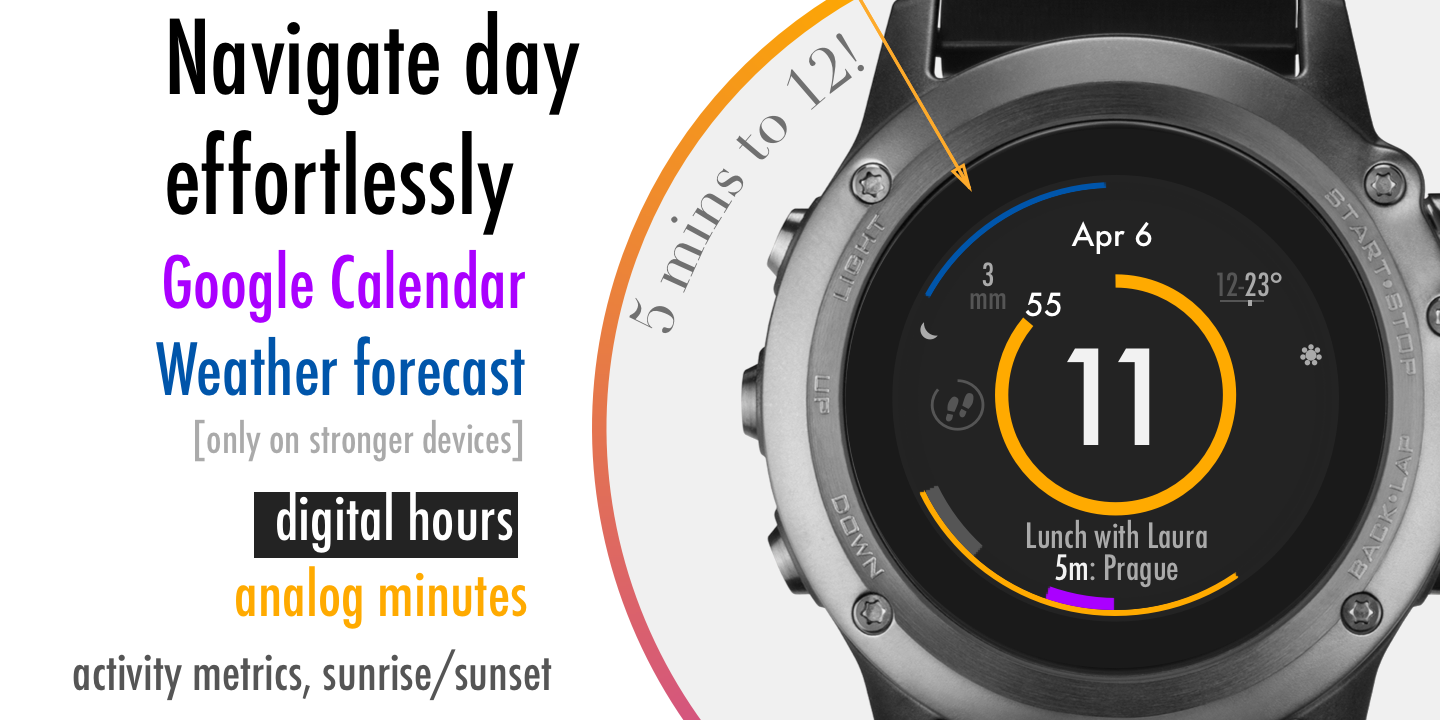 Navigate day
effortlessly
Google Calendar
Weather forecast
[only on stronger devices]
digital hours
analog minutes
activity metrics, sunrise/sunset
5 mins to 12!
LIGHT
UP
DOWN
START•STOP
BACK•LAP
Apr 6
3
mm
12-23°
55
11
Lunch with Laura
5m: Prague